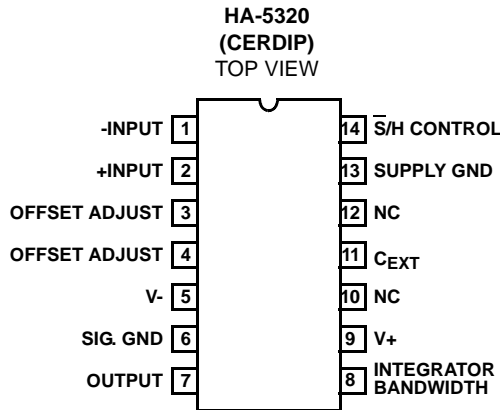 HA-5320
(CERDIP)
TOP VIEW
-INPUT 1
+INPUT 2
OFFSET ADJUST 3
OFFSET ADJUST 4
V- 5
SIG. GND 6
OUTPUT 7
14 S̅/H CONTROL
13 SUPPLY GND
12 NC
11 CEXT
10 NC
9 V+
8 INTEGRATOR
BANDWIDTH